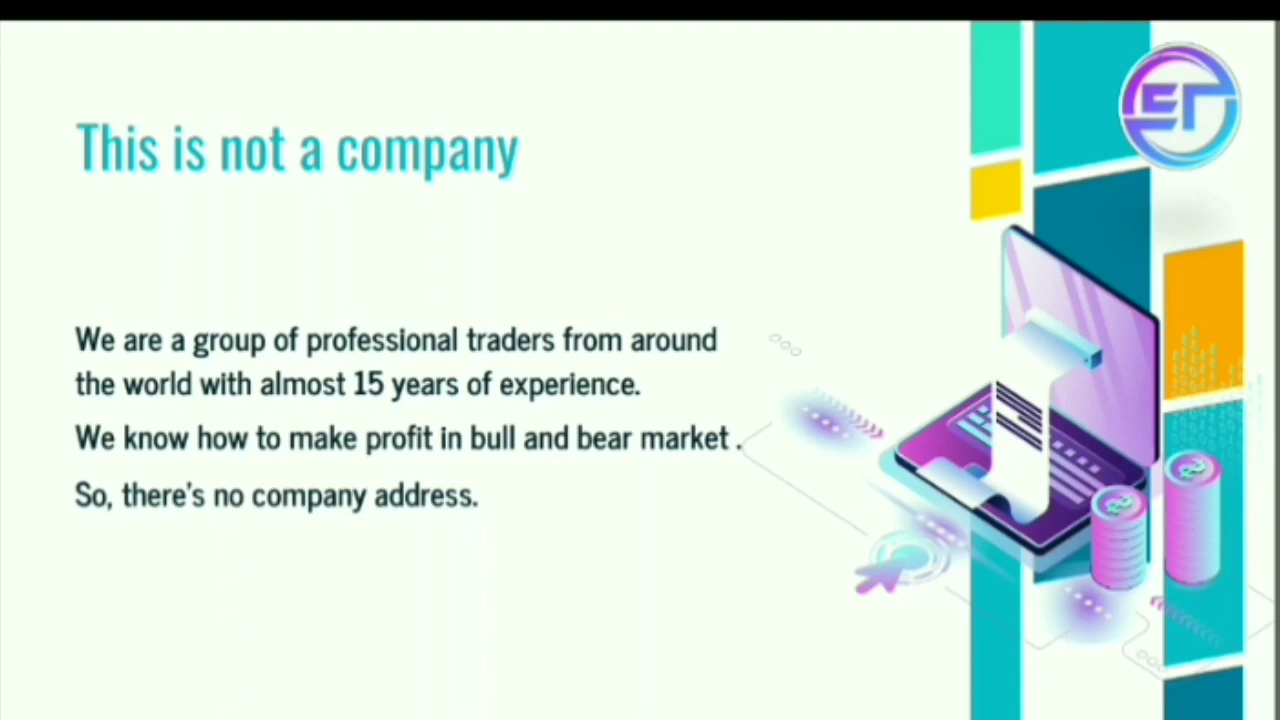 This is not a company
We are a group of professional traders from around
the world with almost 15 years of experience.
We know how to make profit in bull and bear market .
So, there's no company address.